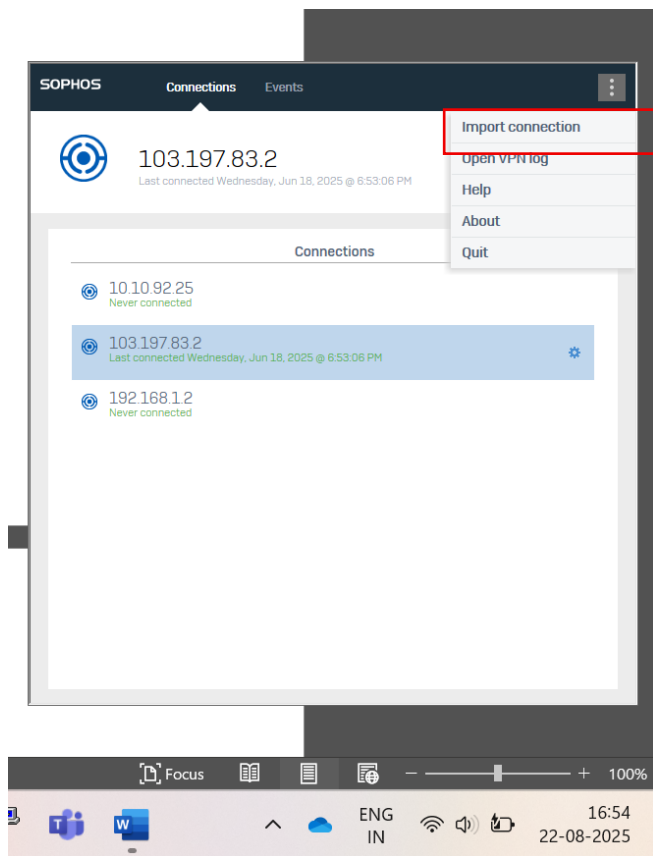 SOPHOS
Connections
Events
Import connection
Open VPN log
Help
About
Quit
103.197.83.2
Last connected Wednesday, Jun 18, 2025 @ 6:53:06 PM
Connections
10.10.92.25
Never connected
103.197.83.2
Last connected Wednesday, Jun 18, 2025 @ 6:53:06 PM
192.168.1.2
Never connected
Focus
100%
ENG
IN
16:54
22-08-2025